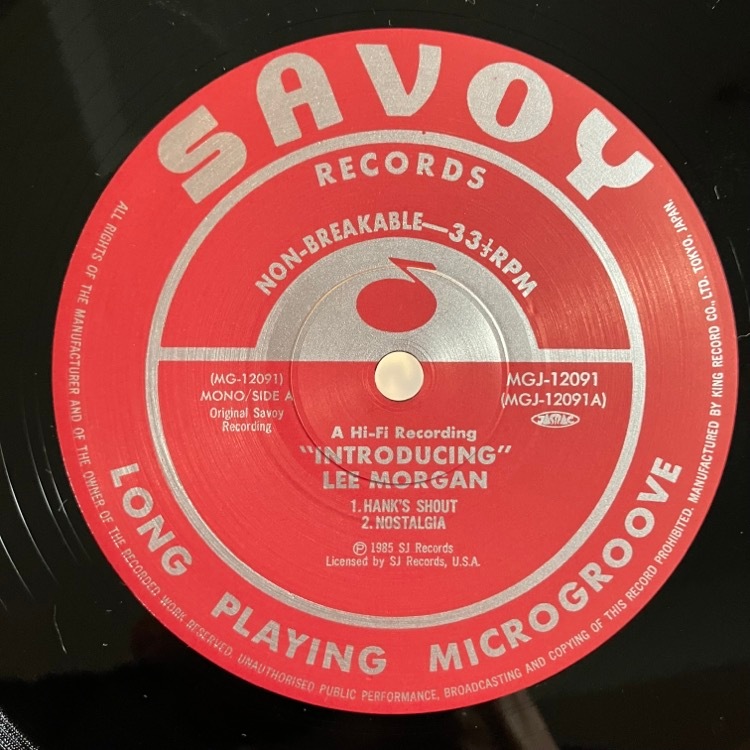 SAVOY
RECORDS
NON-BREAKABLE—33⅓RPM
(MG-12091)
MONO/SIDE A
Original Savoy
Recording
MGJ-12091
(MGJ-12091A)
JASRAC
A Hi-Fi Recording
"INTRODUCING"
LEE MORGAN
1. HANK'S SHOUT
2. NOSTALGIA
Ⓟ 1985 SJ Records
Licensed by SJ Records, U.S.A.
LONG PLAYING MICROGROOVE
ALL RIGHTS OF THE MANUFACTURER AND OF THE OWNER OF THE RECORDED WORK RESERVED. UNAUTHORISED PUBLIC PERFORMANCE, BROADCASTING AND COPYING OF THIS RECORD PROHIBITED. MANUFACTURED BY KING RECORD CO., LTD. TOKYO, JAPAN.